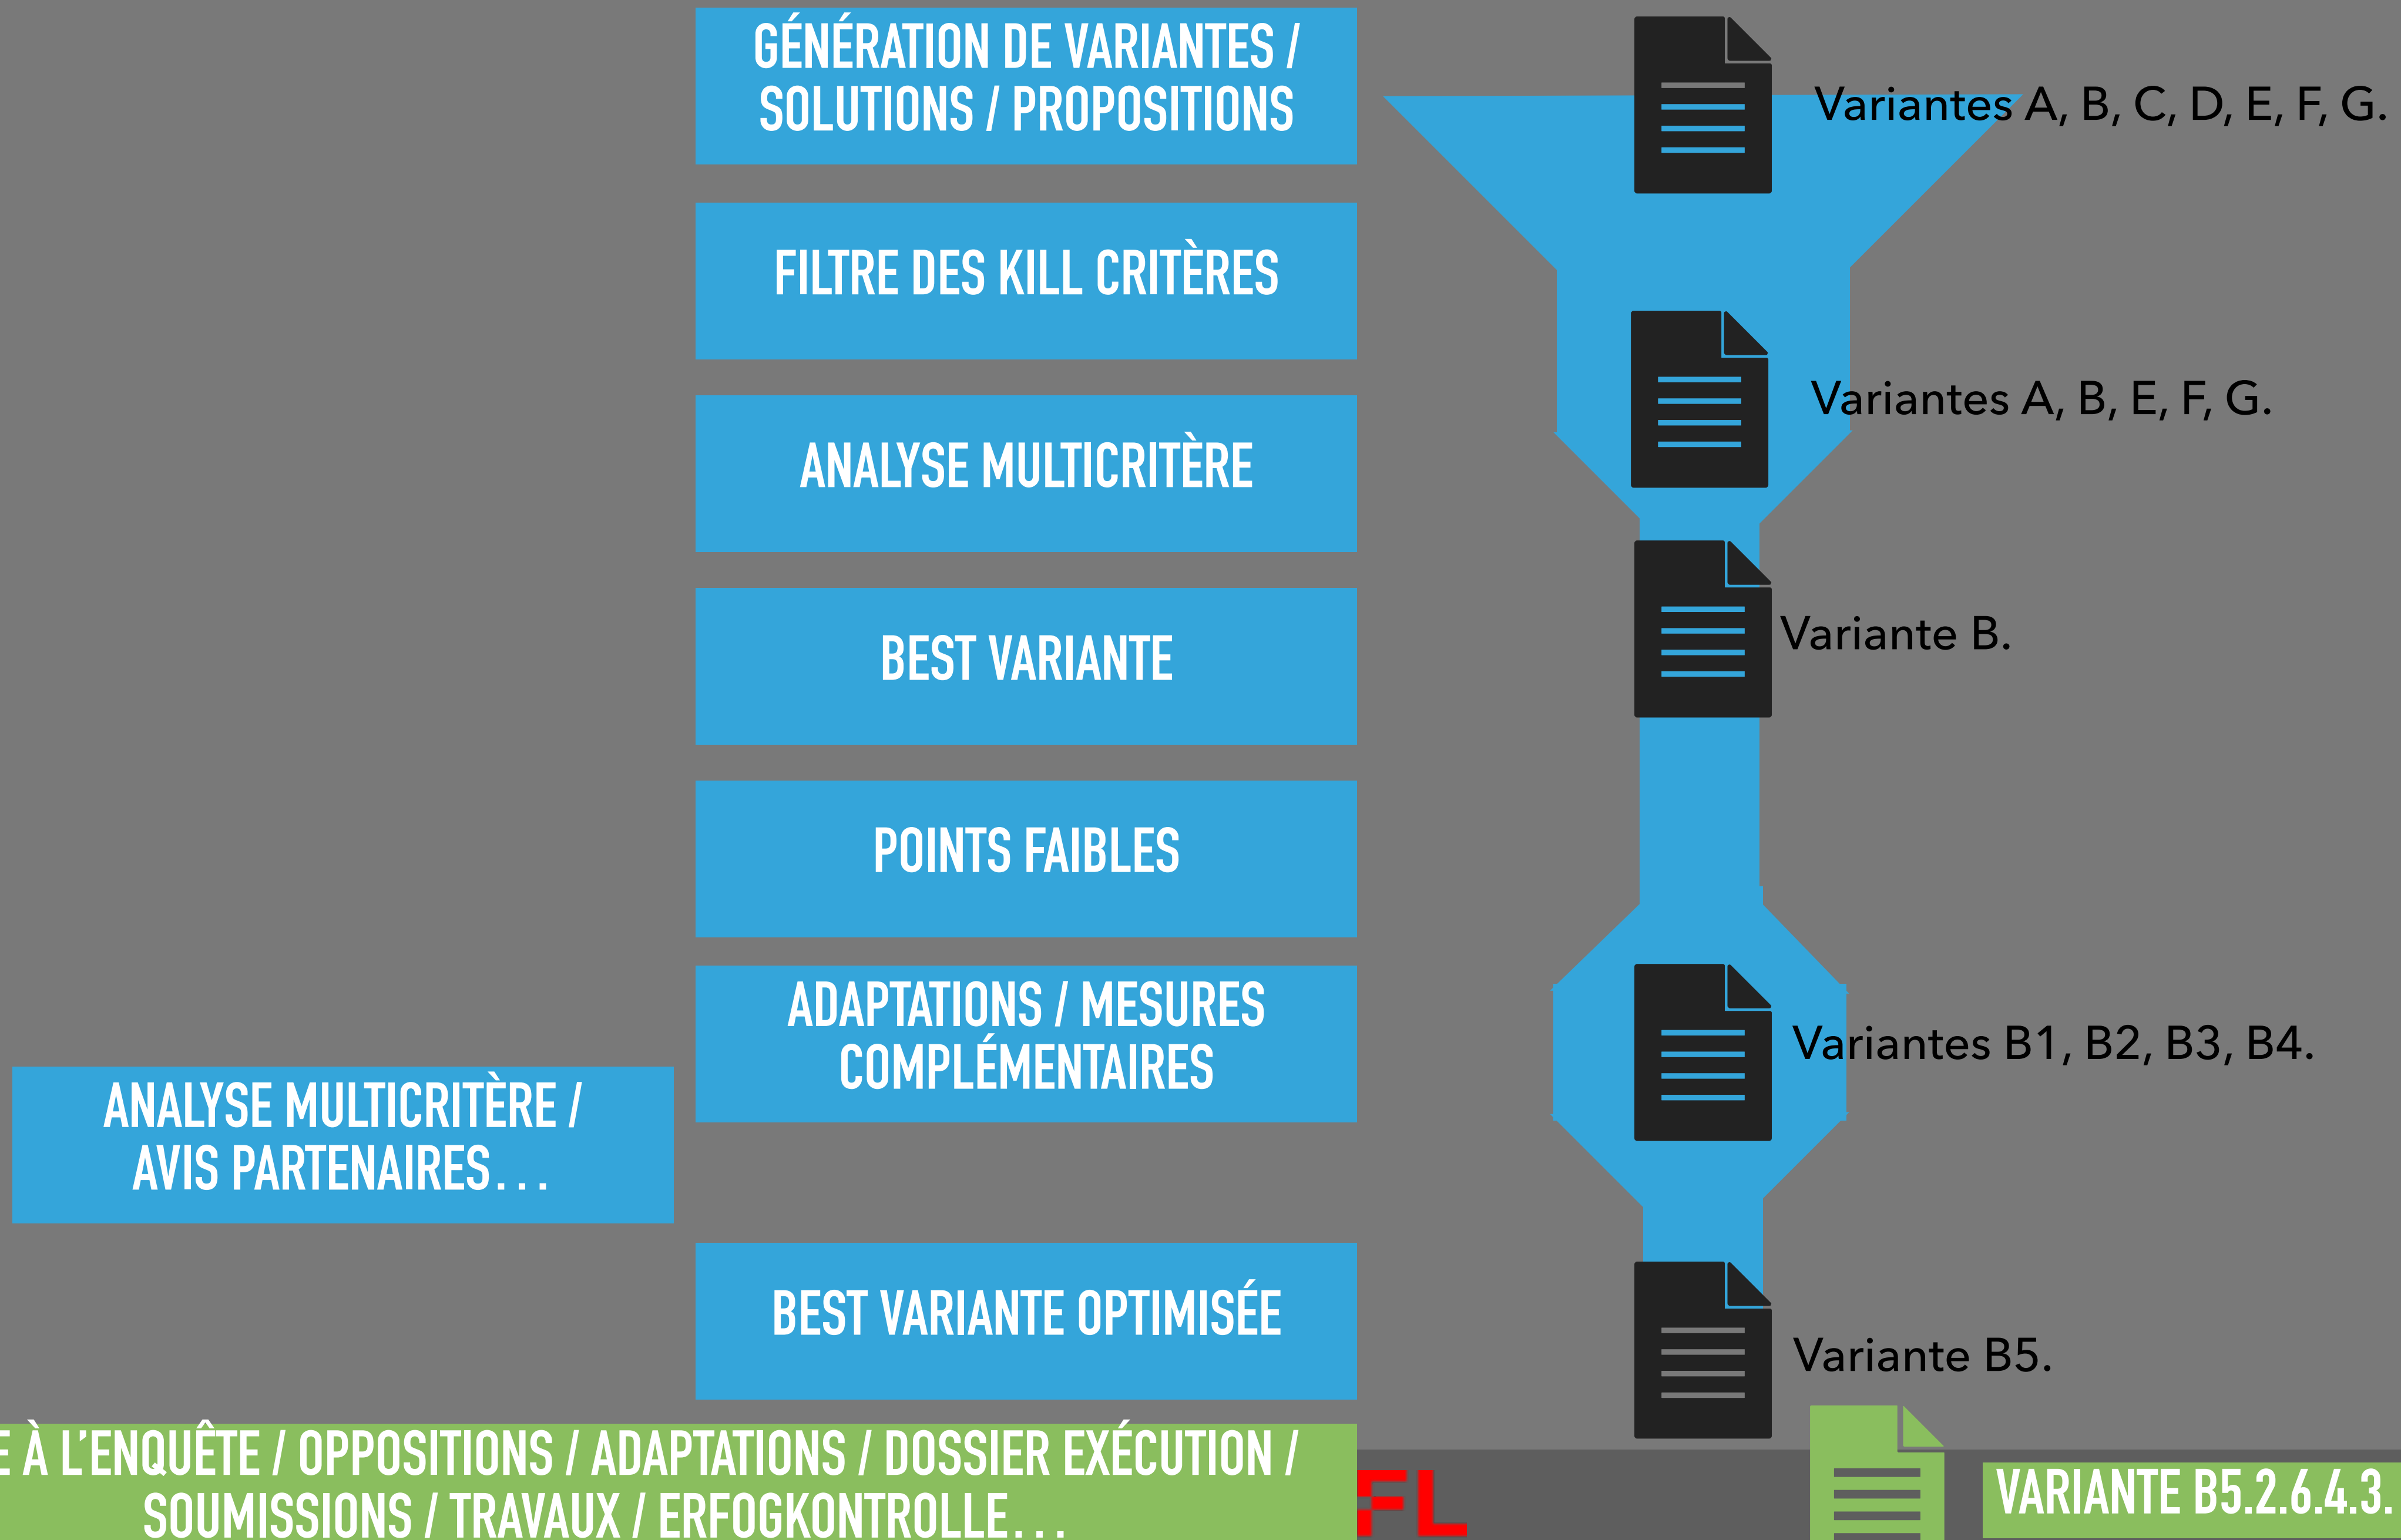 GÉNÉRATION DE VARIANTES /
SOLUTIONS / PROPOSITIONS
Variantes A, B, C, D, E, F, G.
FILTRE DES KILL CRITÈRES
Variantes A, B, E, F, G.
ANALYSE MULTICRITÈRE
BEST VARIANTE
Variante B.
POINTS FAIBLES
ADAPTATIONS / MESURES
COMPLÉMENTAIRES
Variantes B1, B2, B3, B4.
ANALYSE MULTICRITÈRE /
AVIS PARTENAIRES...
BEST VARIANTE OPTIMISÉE
Variante B5.
À L'ENQUÊTE / OPPOSITIONS / ADAPTATIONS / DOSSIER EXÉCUTION /
SOUMISSIONS / TRAVAUX / ERFOGKONTROLLE...
FL
VARIANTE B5.2.6.4.3.